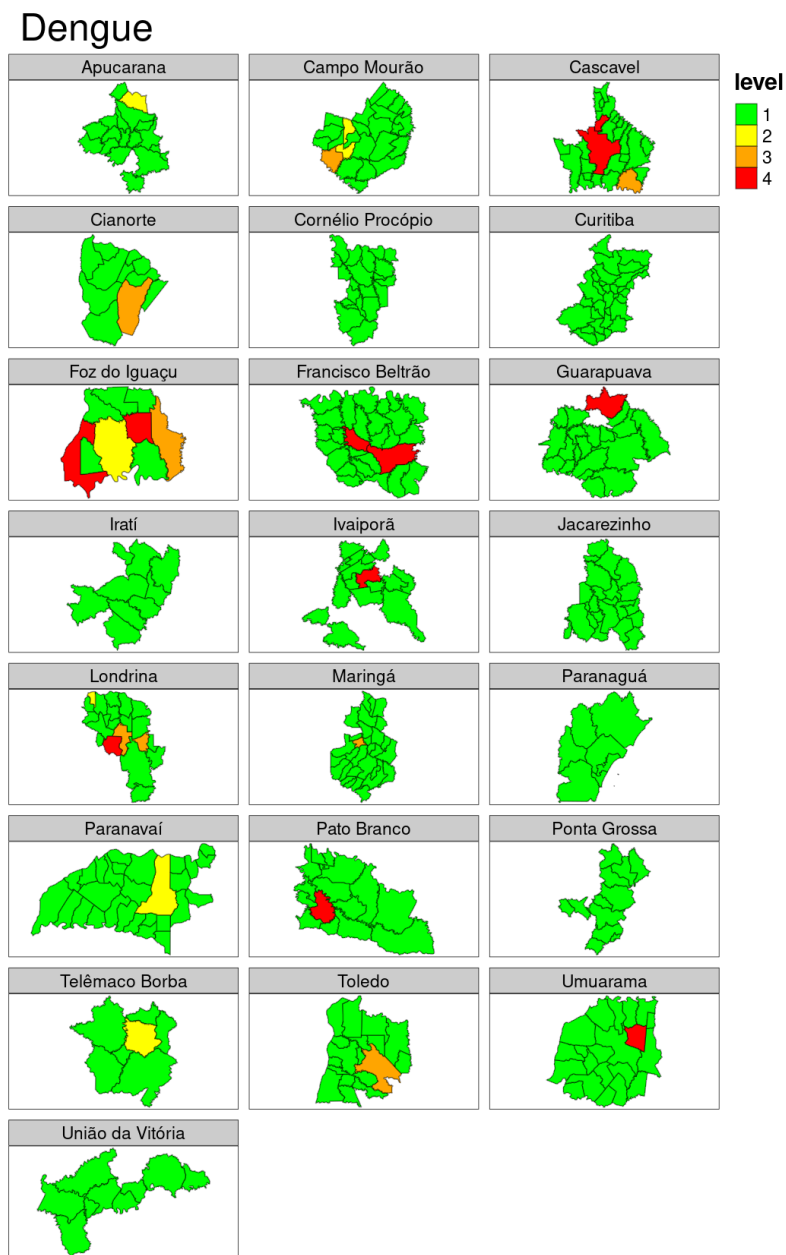 Dengue
Apucarana
Campo Mourão
Cascavel
level
1
2
3
4
Cianorte
Cornélio Procópio
Curitiba
Foz do Iguaçu
Francisco Beltrão
Guarapuava
Iratí
Ivaiporã
Jacarezinho
Londrina
Maringá
Paranaguá
Paranavaí
Pato Branco
Ponta Grossa
Telêmaco Borba
Toledo
Umuarama
União da Vitória